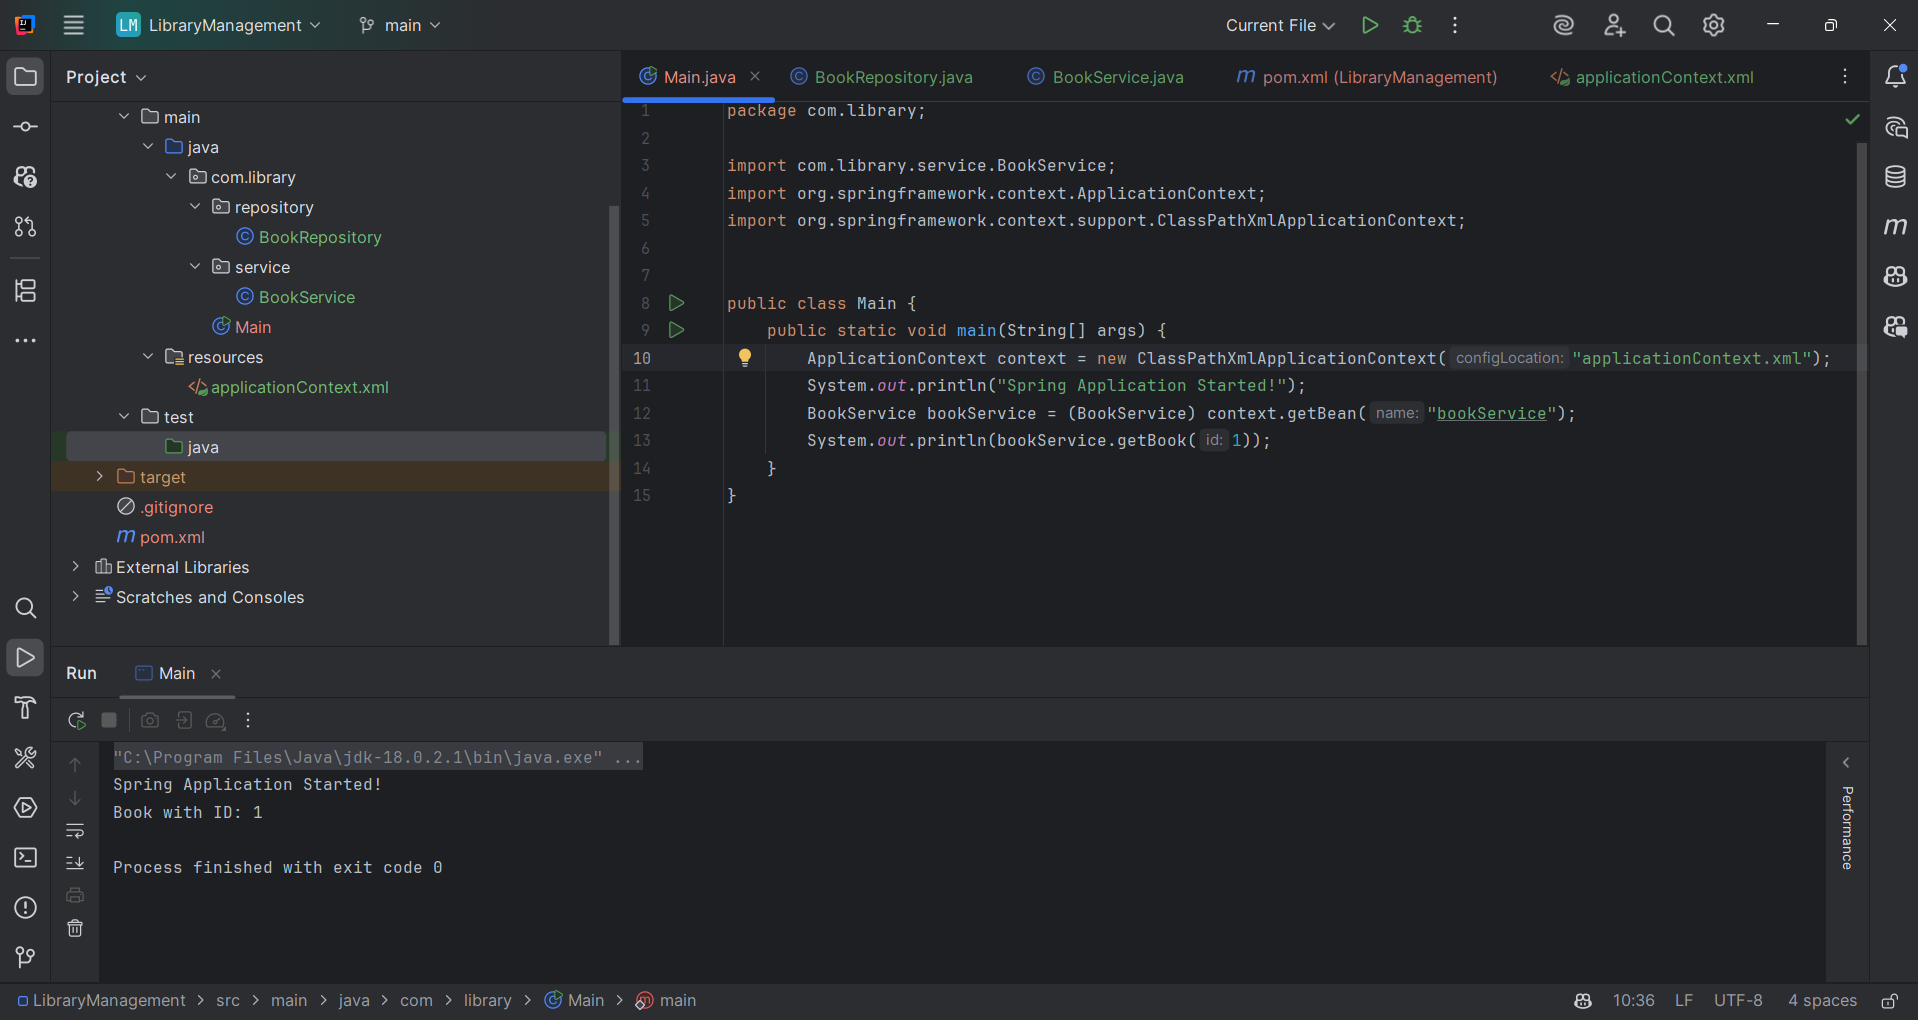 LM LibraryManagement main Current File
Project
Main.java BookRepository.java BookService.java m pom.xml (LibraryManagement) applicationContext.xml
main
java
com.library
repository
BookRepository
service
BookService
Main
resources
applicationContext.xml
test
java
target
.gitignore
m pom.xml
External Libraries
Scratches and Consoles
1 package com.library;
2
3 import com.library.service.BookService;
4 import org.springframework.context.ApplicationContext;
5 import org.springframework.context.support.ClassPathXmlApplicationContext;
6
7
8 public class Main {
9 public static void main(String[] args) {
10 ApplicationContext context = new ClassPathXmlApplicationContext( configLocation: "applicationContext.xml");
11 System.out.println("Spring Application Started!");
12 BookService bookService = (BookService) context.getBean( name: "bookService");
13 System.out.println(bookService.getBook( id: 1));
14 }
15 }
Run Main
"C:\Program Files\Java\jdk-18.0.2.1\bin\java.exe" ...
Spring Application Started!
Book with ID: 1
Process finished with exit code 0
Performance
LibraryManagement > src > main > java > com > library > Main > main 10:36 LF UTF-8 4 spaces